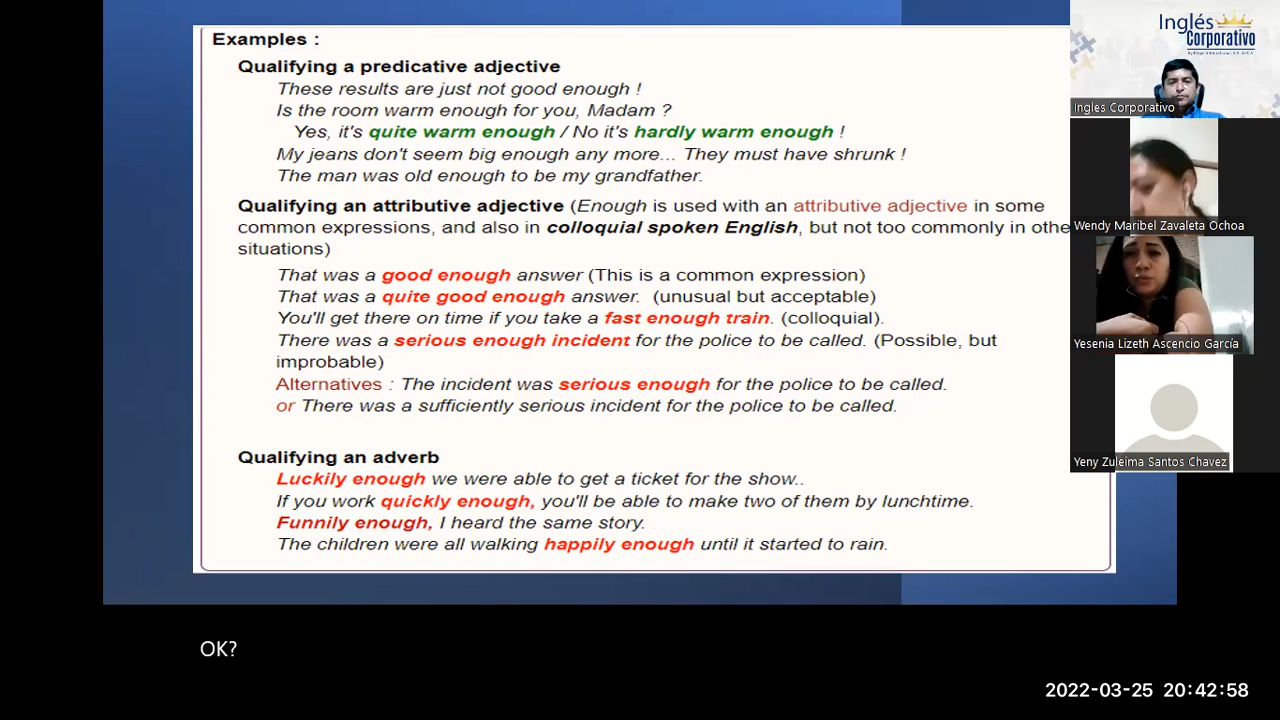 Examples :
Qualifying a predicative adjective
These results are just not good enough !
Is the room warm enough for you, Madam ?
Yes, it's quite warm enough / No it's hardly warm enough !
My jeans don't seem big enough any more... They must have shrunk !
The man was old enough to be my grandfather.
Qualifying an attributive adjective (Enough is used with an attributive adjective in some
common expressions, and also in colloquial spoken English, but not too commonly in othe
situations)
That was a good enough answer (This is a common expression)
That was a quite good enough answer. (unusual but acceptable)
You'll get there on time if you take a fast enough train. (colloquial).
There was a serious enough incident for the police to be called. (Possible, but
improbable)
Alternatives : The incident was serious enough for the police to be called.
or There was a sufficiently serious incident for the police to be called.
Qualifying an adverb
Luckily enough we were able to get a ticket for the show..
If you work quickly enough, you'll be able to make two of them by lunchtime.
Funnily enough, I heard the same story.
The children were all walking happily enough until it started to rain.
Inglés
Corporativo
Ingles Corporativo
Wendy Maribel Zavaleta Ochoa
Yesenia Lizeth Ascencio García
Yeny Zuleima Santos Chavez
OK?
2022-03-25 20:42:58